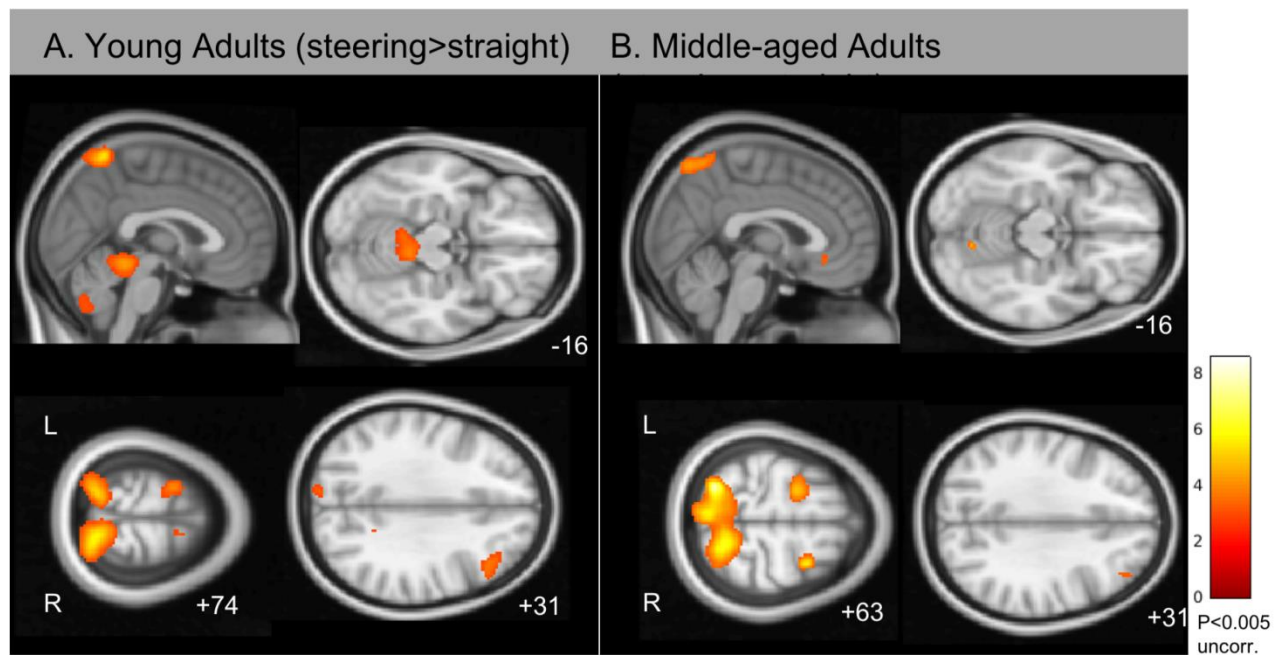 A. Young Adults (steering>straight)
B. Middle-aged Adults
-16
-16
L
R
+74
+31
L
R
+63
+31
8
6
4
2
0
P<0.005
uncorr.